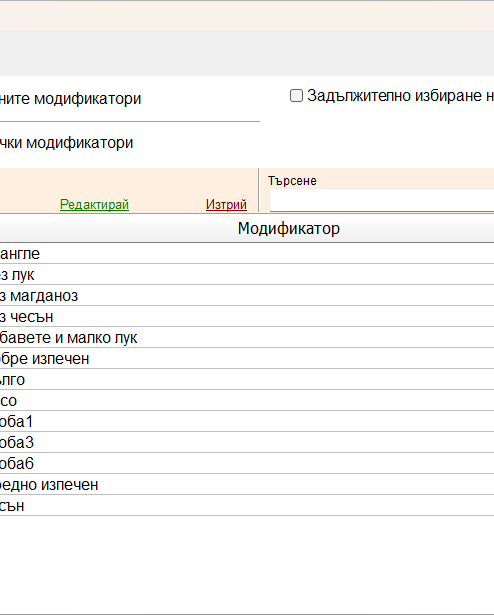 ните модификатори
Задължително избиране н
чки модификатори
Търсене
Редактирай Изтрий
Модификатор
англе
з лук
з магданоз
з чесън
бавете и малко лук
бре изпечен
лго
со
оба1
оба3
оба6
редно изпечен
сън